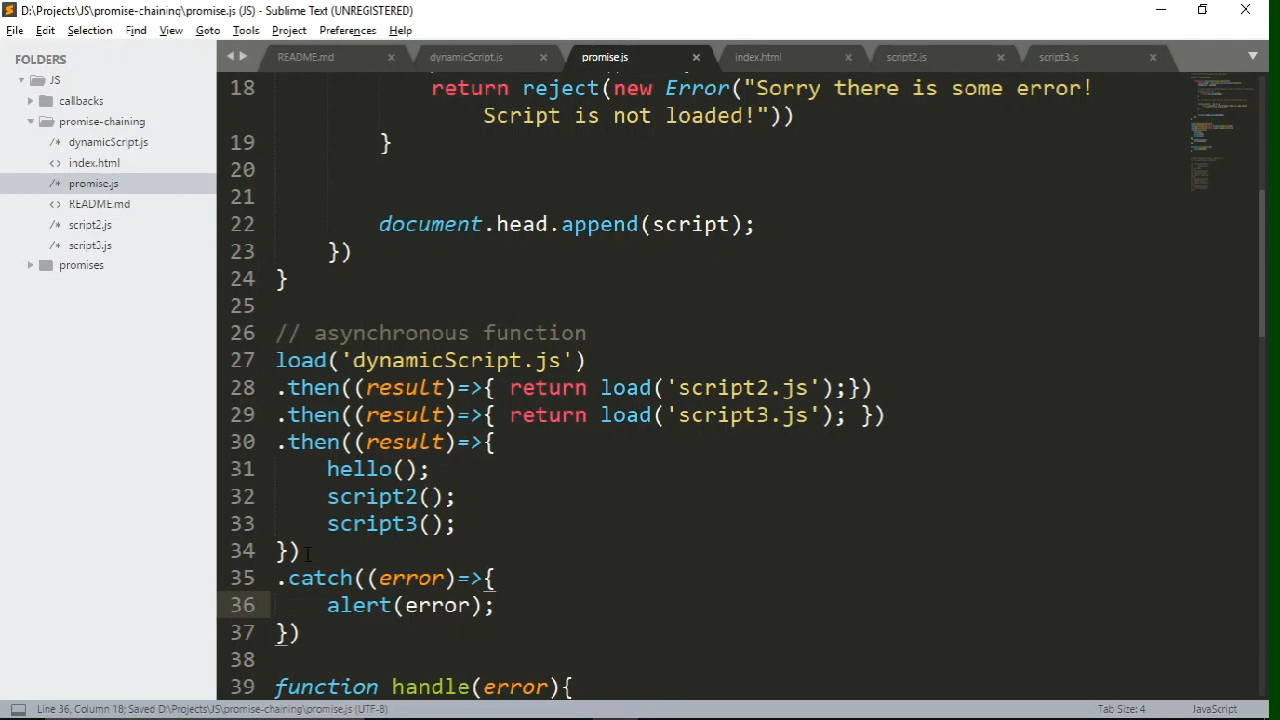 D:\Projects\JS\promise-chaining\promise.js (JS) - Sublime Text (UNREGISTERED)
File Edit Selection Find View Goto Tools Project Preferences Help
FOLDERS
JS
callbacks
promise-chaining
/* dynamicScript.js
<> index.html
/* promise.js
<> README.md
/* script2.js
/* script3.js
promises
README.md × dynamicScript.js × promise.js × index.html × script2.js × script3.js ×
18 return reject(new Error("Sorry there is some error!
Script is not loaded!"))
19 }
20
21
22 document.head.append(script);
23 })
24 }
25
26 // asynchronous function
27 load('dynamicScript.js')
28 .then((result)=>{ return load('script2.js');})
29 .then((result)=>{ return load('script3.js'); })
30 .then((result)=>{
31 hello();
32 script2();
33 script3();
34 })
35 .catch((error)=>{
36 alert(error);
37 })
38
39 function handle(error){
Line 36, Column 18; Saved D:\Projects\JS\promise-chaining\promise.js (UTF-8)
Tab Size: 4
JavaScript